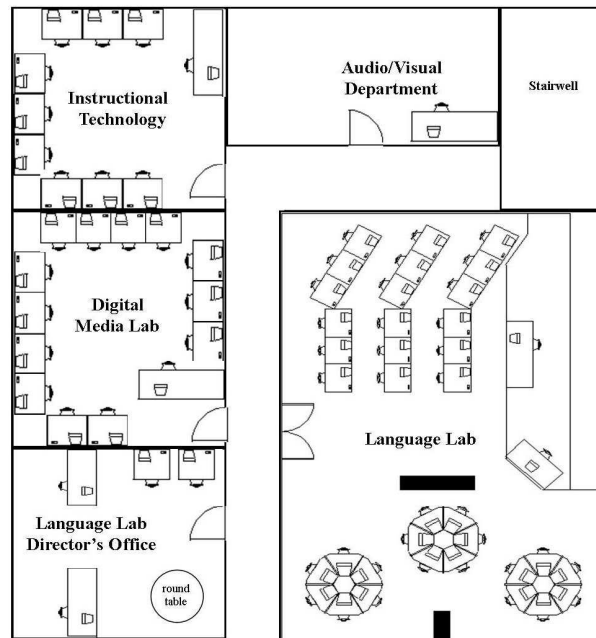 Instructional
Technology
Audio/Visual
Department
Stairwell
Digital
Media Lab
Language Lab
Language Lab
Director's Office
round
table